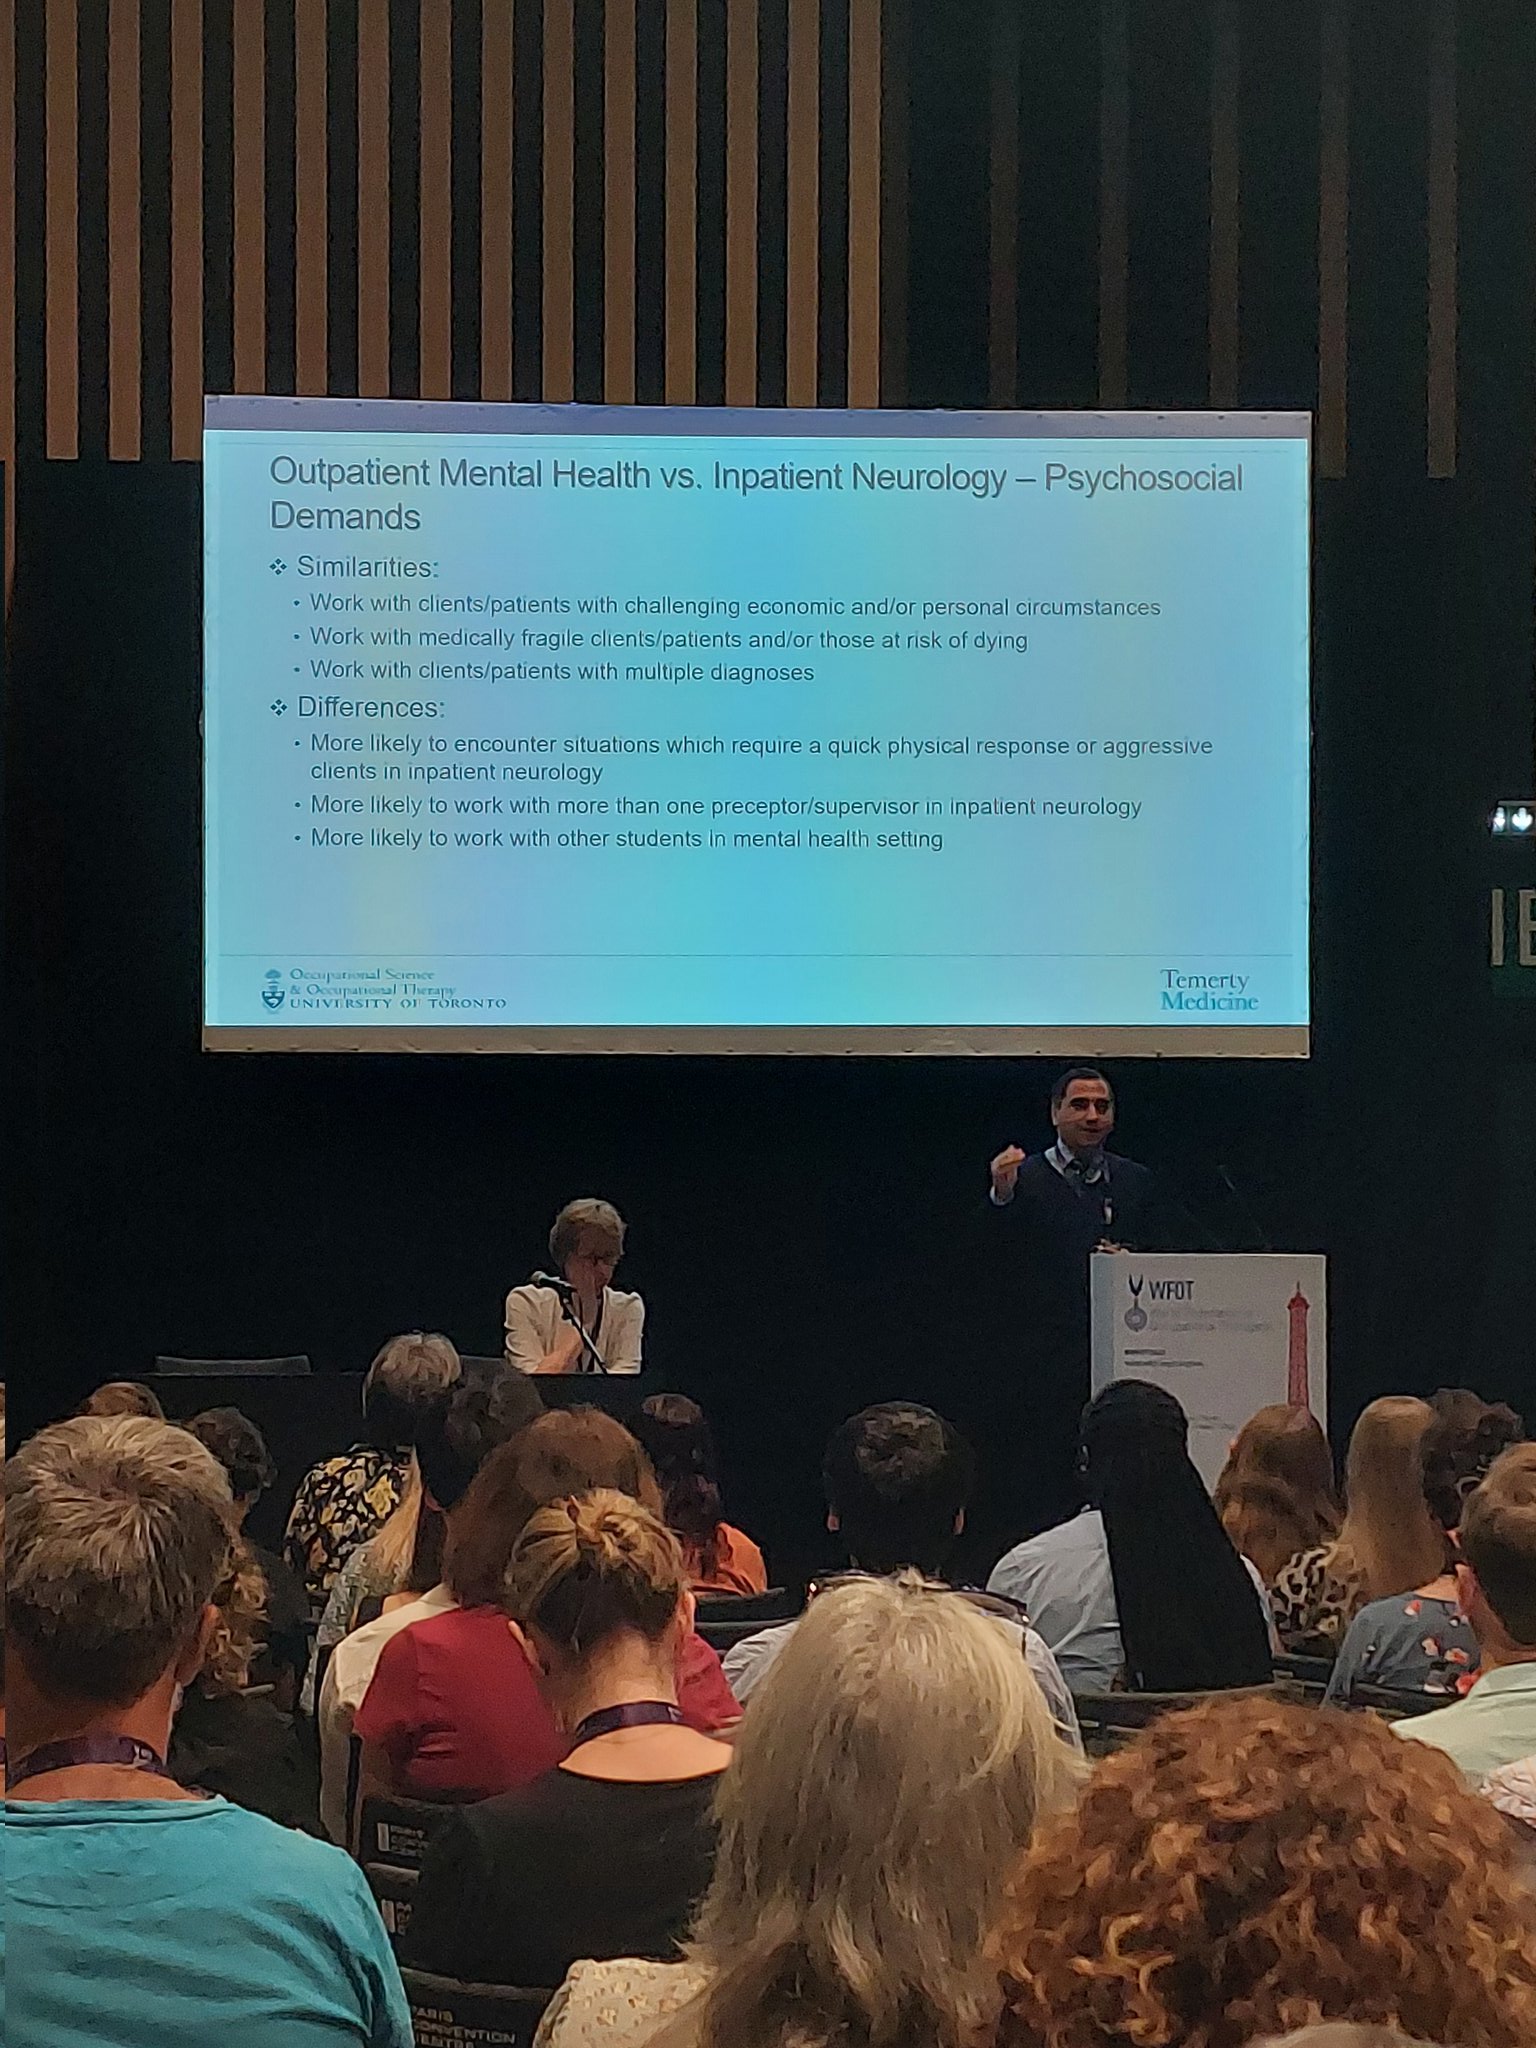 Outpatient Mental Health vs. Inpatient Neurology – Psychosocial
Demands
❖ Similarities:
• Work with clients/patients with challenging economic and/or personal circumstances
• Work with medically fragile clients/patients and/or those at risk of dying
• Work with clients/patients with multiple diagnoses
❖ Differences:
• More likely to encounter situations which require a quick physical response or aggressive
clients in inpatient neurology
• More likely to work with more than one preceptor/supervisor in inpatient neurology
• More likely to work with other students in mental health setting
Occupational Science
& Occupational Therapy
UNIVERSITY OF TORONTO
Temerty
Medicine
WFOT
PARIS
CONVENTION
CENTRE